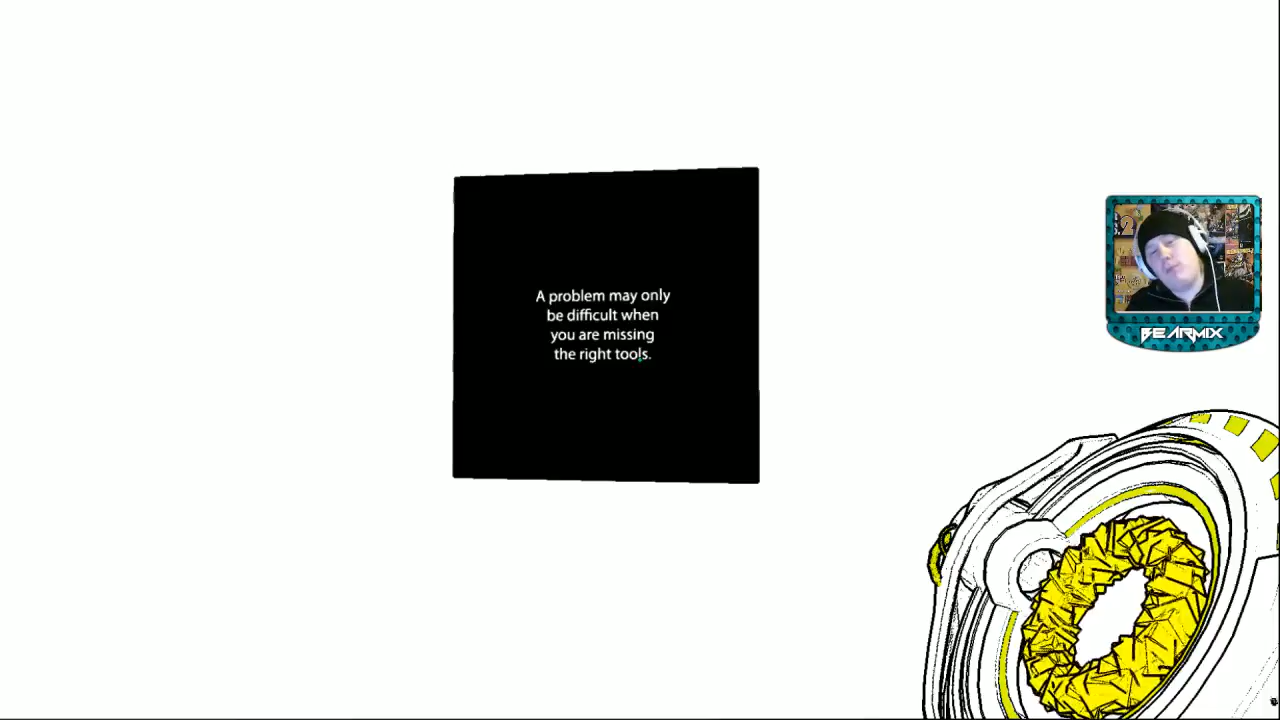 A problem may only
be difficult when
you are missing
the right tools.
BEARMIX